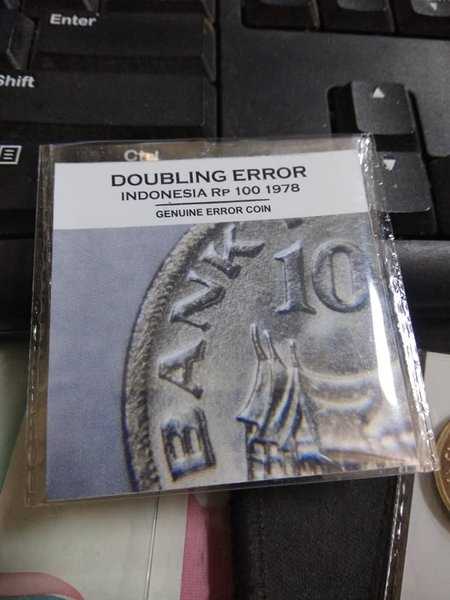 Enter
Shift
Ctrl
DOUBLING ERROR
INDONESIA RP 100 1978
GENUINE ERROR COIN
BANK
10